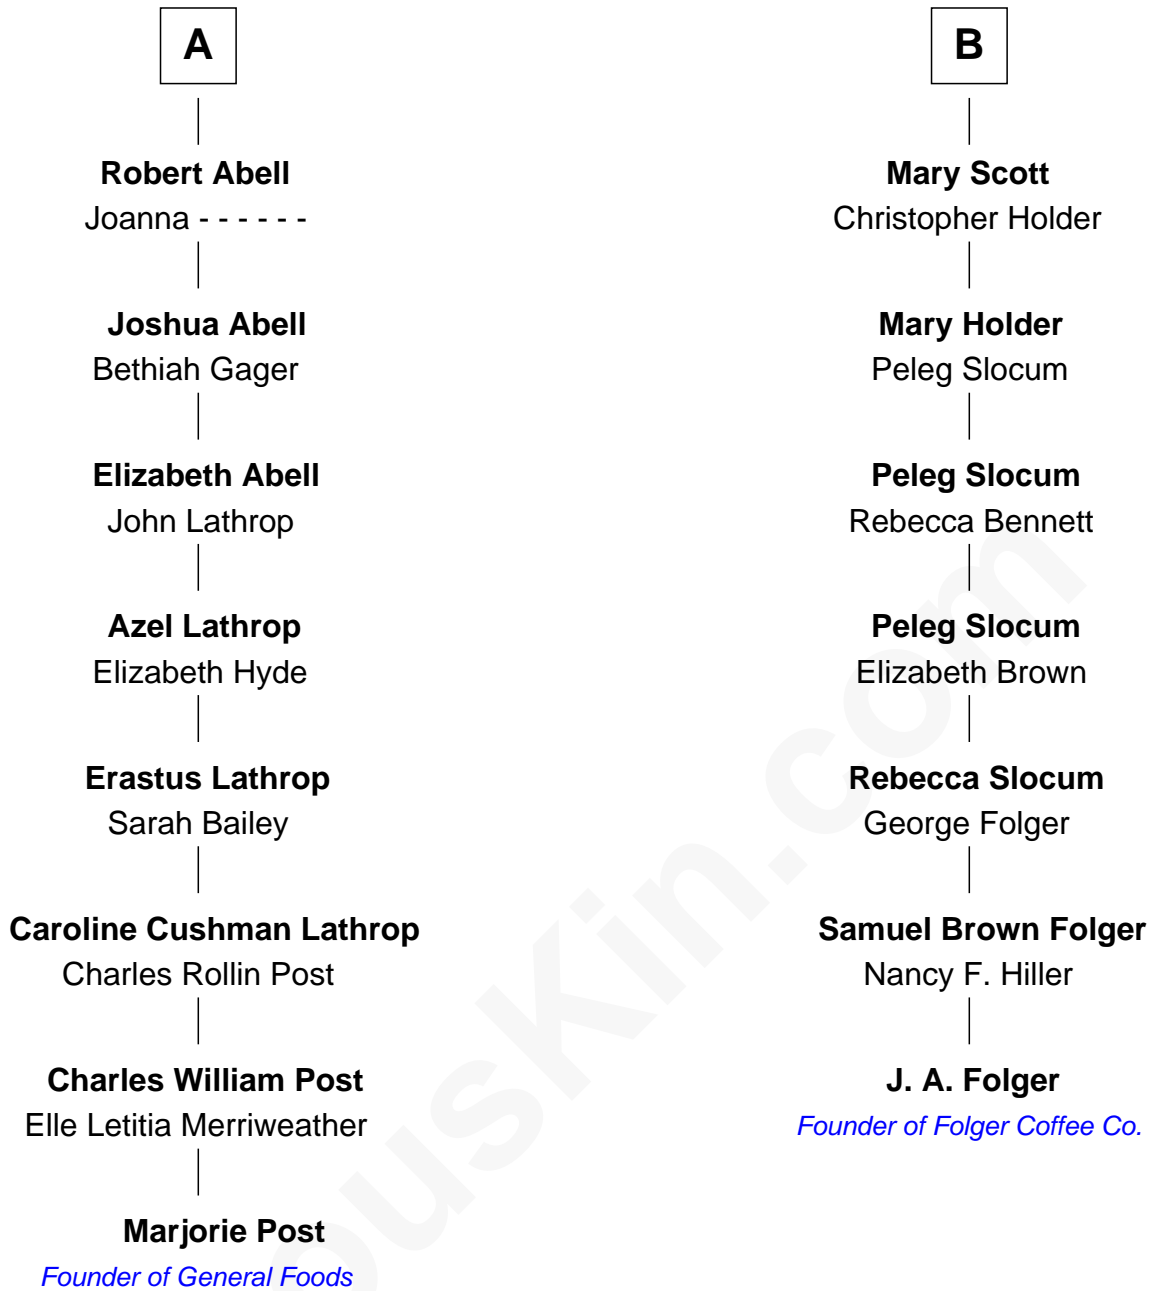 A
Robert Abell
Joanna - - - - - -
Joshua Abell
Bethiah Gager
Elizabeth Abell
John Lathrop
Azel Lathrop
Elizabeth Hyde
Erastus Lathrop
Sarah Bailey
Caroline Cushman Lathrop
Charles Rollin Post
Charles William Post
Elle Letitia Merriweather
Marjorie Post
Founder of General Foods
B
Mary Scott
Christopher Holder
Mary Holder
Peleg Slocum
Peleg Slocum
Rebecca Bennett
Peleg Slocum
Elizabeth Brown
Rebecca Slocum
George Folger
Samuel Brown Folger
Nancy F. Hiller
J. A. Folger
Founder of Folger Coffee Co.
ousKin.com